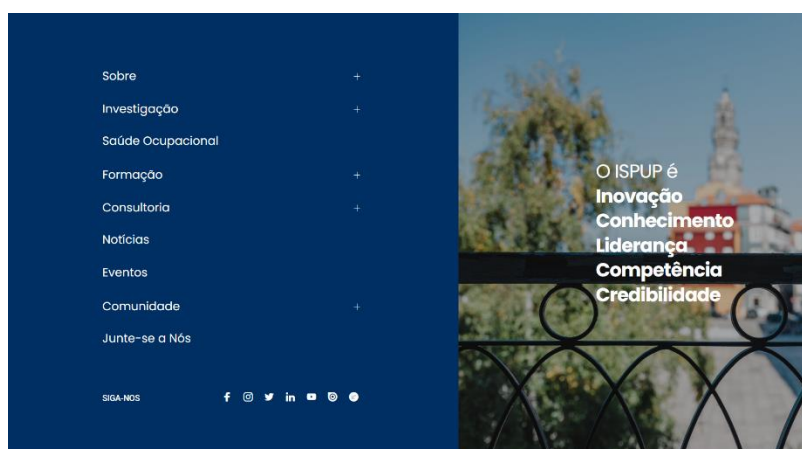 Sobre +
Investigação +
Saúde Ocupacional
Formação +
Consultoria +
Notícias
Eventos
Comunidade +
Junte-se a Nós
SIGA-NOS
O ISPUP é
Inovação
Conhecimento
Liderança
Competência
Credibilidade